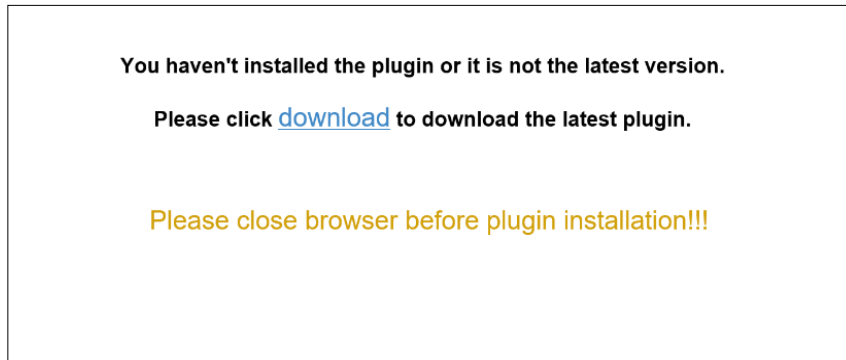 You haven't installed the plugin or it is not the latest version.
Please click download to download the latest plugin.
Please close browser before plugin installation!!!